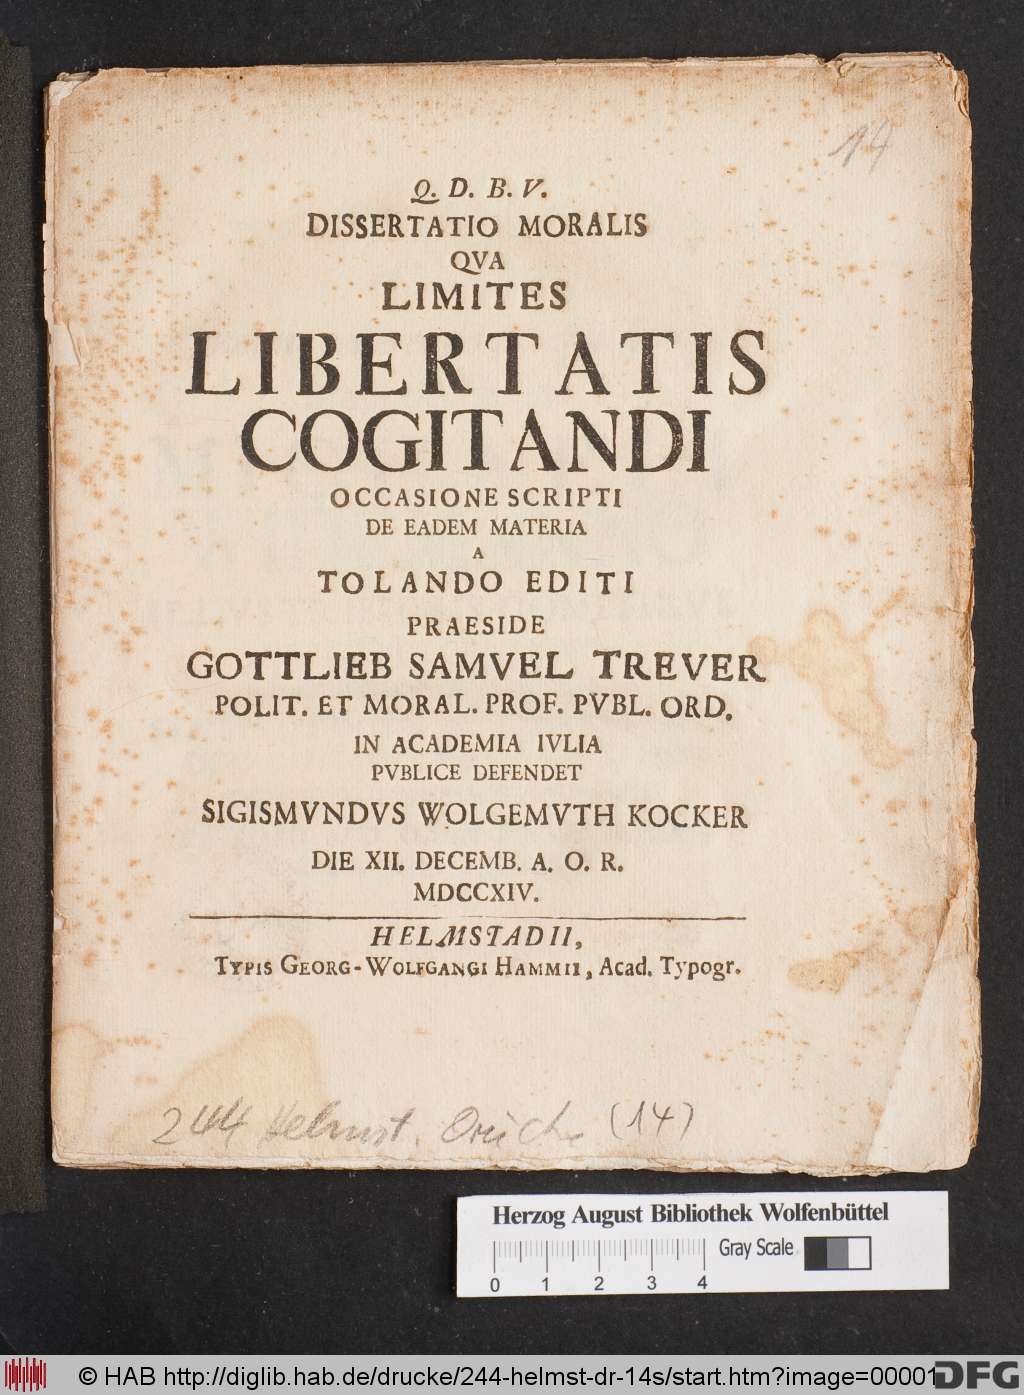 14
Q. D. B. V.
DISSERTATIO MORALIS
QVA
LIMITES
LIBERTATIS
COGITANDI
OCCASIONE SCRIPTI
DE EADEM MATERIA
A
TOLANDO EDITI
PRAESIDE
GOTTLIEB SAMVEL TREVER
POLIT. ET MORAL. PROF. PVBL. ORD.
IN ACADEMIA IVLIA
PVBLICE DEFENDET
SIGISMVNDVS WOLGEMVTH KOCKER
DIE XII. DECEMB. A. O. R.
MDCCXIV.
HELMSTADII,
TYPIS GEORG-WOLFGANGI HAMMII, Acad. Typogr.
244 Helmst. Drucke (14)
Herzog August Bibliothek Wolfenbüttel
Gray Scale
0 1 2 3 4
© HAB http://diglib.hab.de/drucke/244-helmst-dr-14s/start.htm?image=00001
DFG